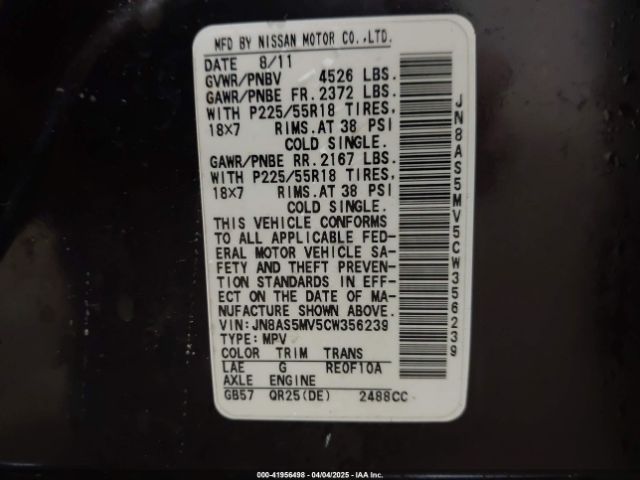 MFD BY NISSAN MOTOR CO.,LTD.
DATE 8/11
GVWR/PNBV 4526 LBS.
GAWR/PNBE FR. 2372 LBS.
WITH P225/55R18 TIRES,
18X7 RIMS. AT 38 PSI
COLD SINGLE.
GAWR/PNBE RR. 2167 LBS.
WITH P225/55R18 TIRES,
18X7 RIMS. AT 38 PSI
COLD SINGLE.
THIS VEHICLE CONFORMS
TO ALL APPLICABLE FED-
ERAL MOTOR VEHICLE SA-
FETY AND THEFT PREVEN-
TION STANDARDS IN EFF-
ECT ON THE DATE OF MA-
NUFACTURE SHOWN ABOVE.
VIN: JN8AS5MV5CW356239
TYPE: MPV
COLOR TRIM TRANS
LAE G RE0F10A
AXLE ENGINE
GB57 QR25(DE) 2488CC
JN8AS5MV5CW356239
000-41956498 - 04/04/2025 - IAA Inc.